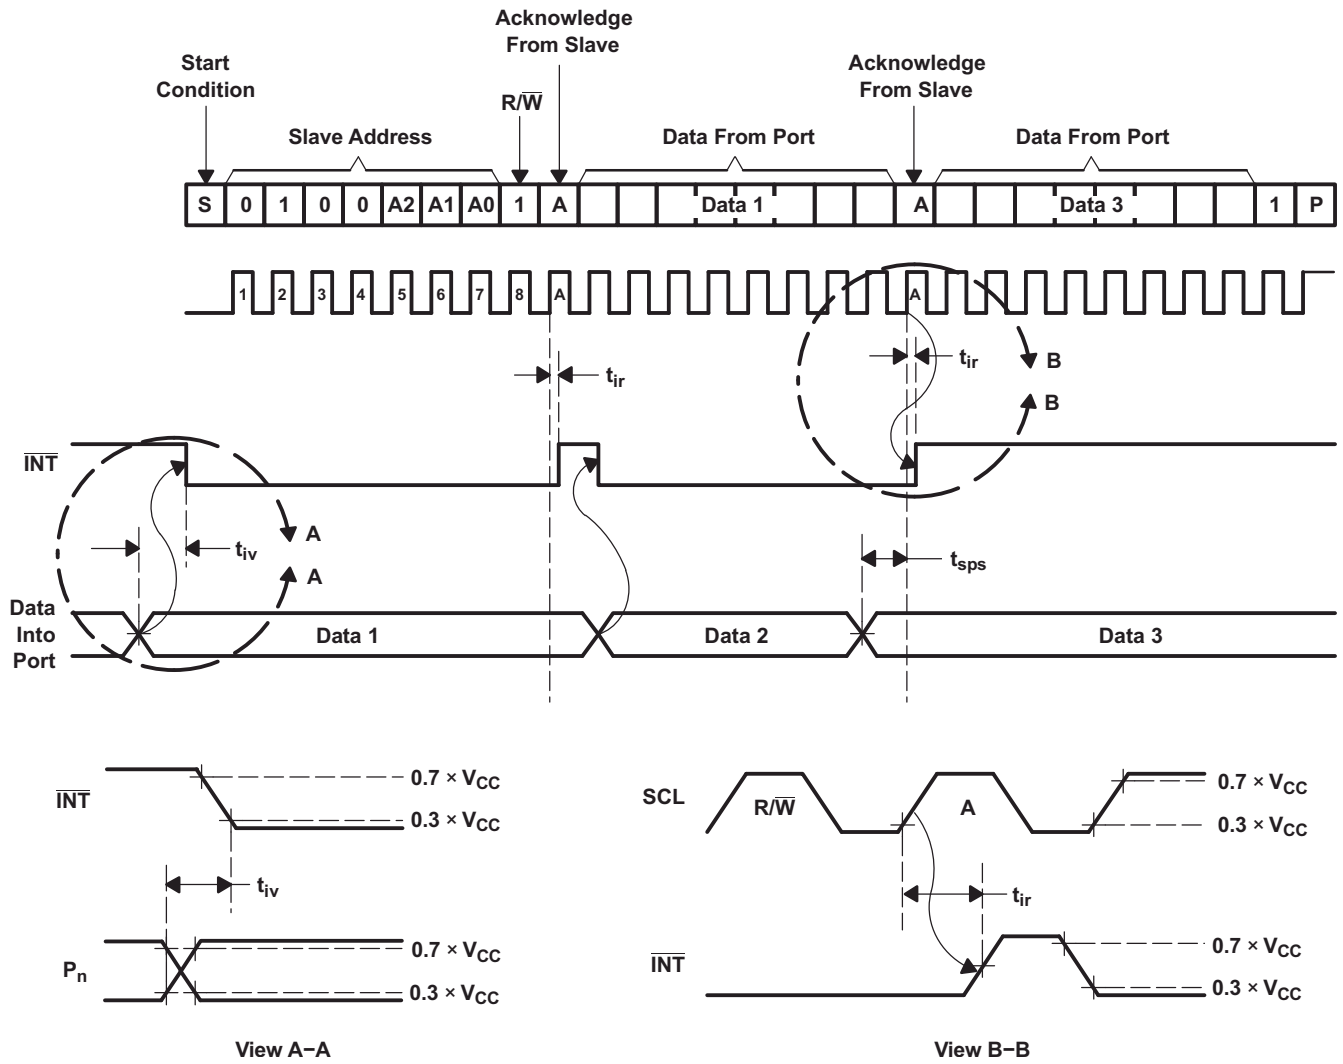 Acknowledge
From Slave
Start
Condition
R/W̅
Acknowledge
From Slave
Slave Address
Data From Port
Data From Port
S 0 1 0 0 A2 A1 A0 1 A Data 1 A Data 3 1 P
1 2 3 4 5 6 7 8 A A
t_ir
t_ir
B
B
I̅N̅T̅
t_iv
A
A
t_sps
Data
Into
Port
Data 1
Data 2
Data 3
I̅N̅T̅
0.7 × V_CC
0.3 × V_CC
t_iv
P_n
0.7 × V_CC
0.3 × V_CC
View A–A
SCL
R/W̅
A
0.7 × V_CC
0.3 × V_CC
t_ir
I̅N̅T̅
0.7 × V_CC
0.3 × V_CC
View B–B